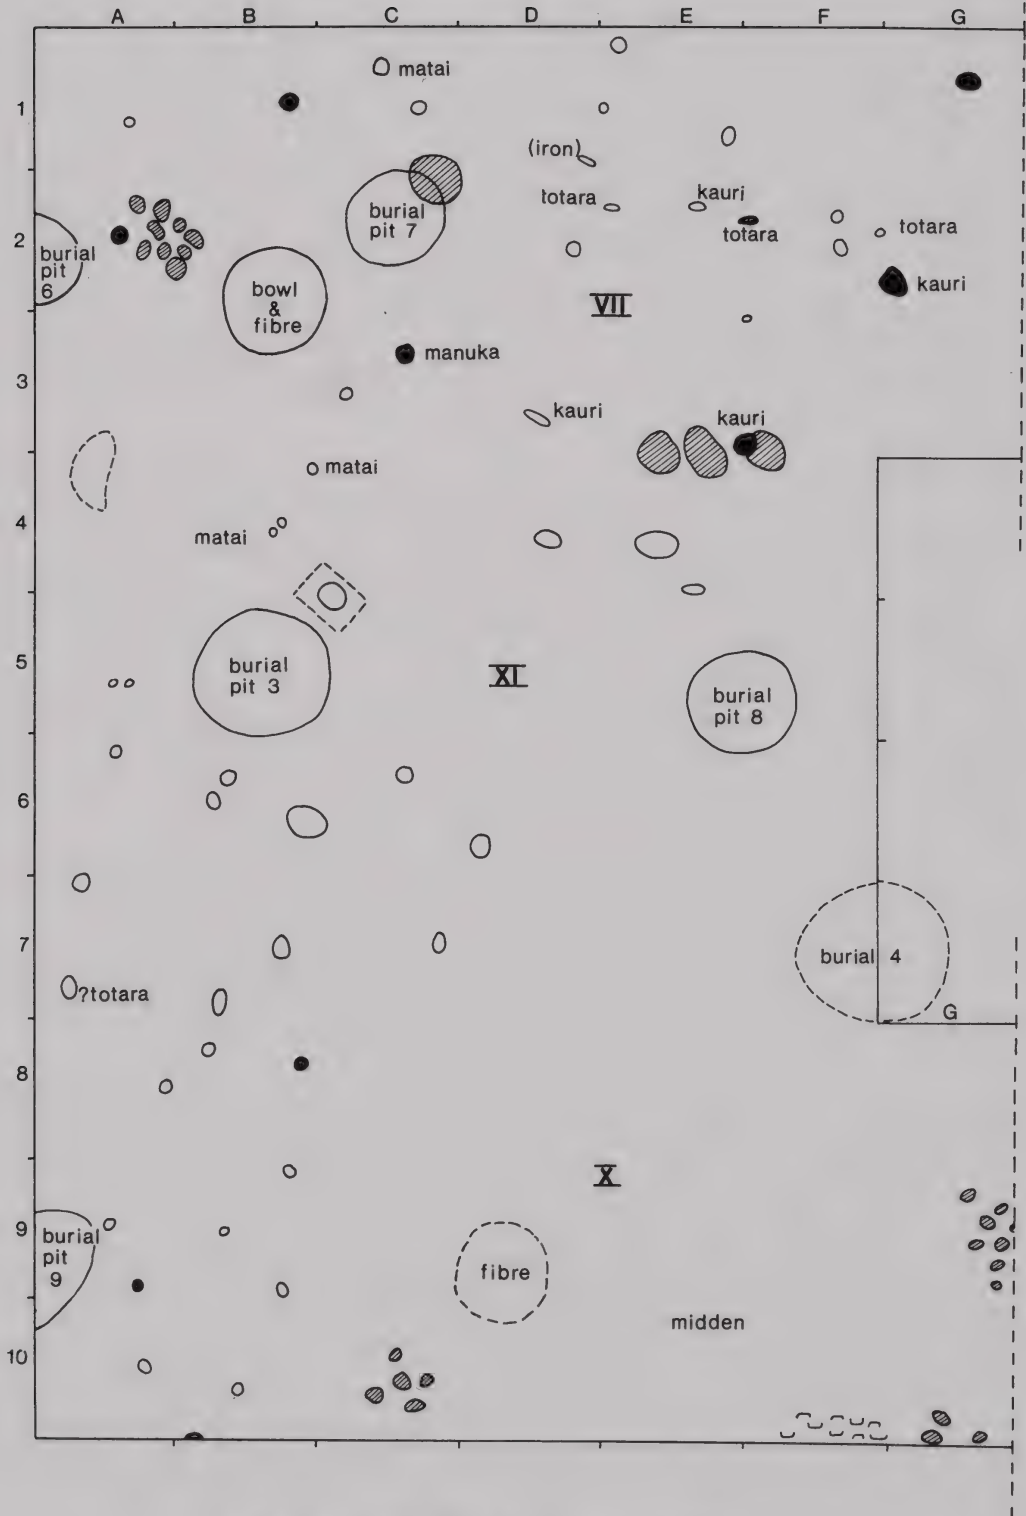 A B C D E F G
matai
1
(iron)
totara
kauri
totara
totara
burial
pit 7
2
burial
pit
6
bowl
&
fibre
kauri
VII
manuka
3
kauri
kauri
matai
4
matai
5
burial
pit 3
XI
burial
pit 8
6
7
burial 4
?totara
G
8
X
9
burial
pit
9
fibre
midden
10